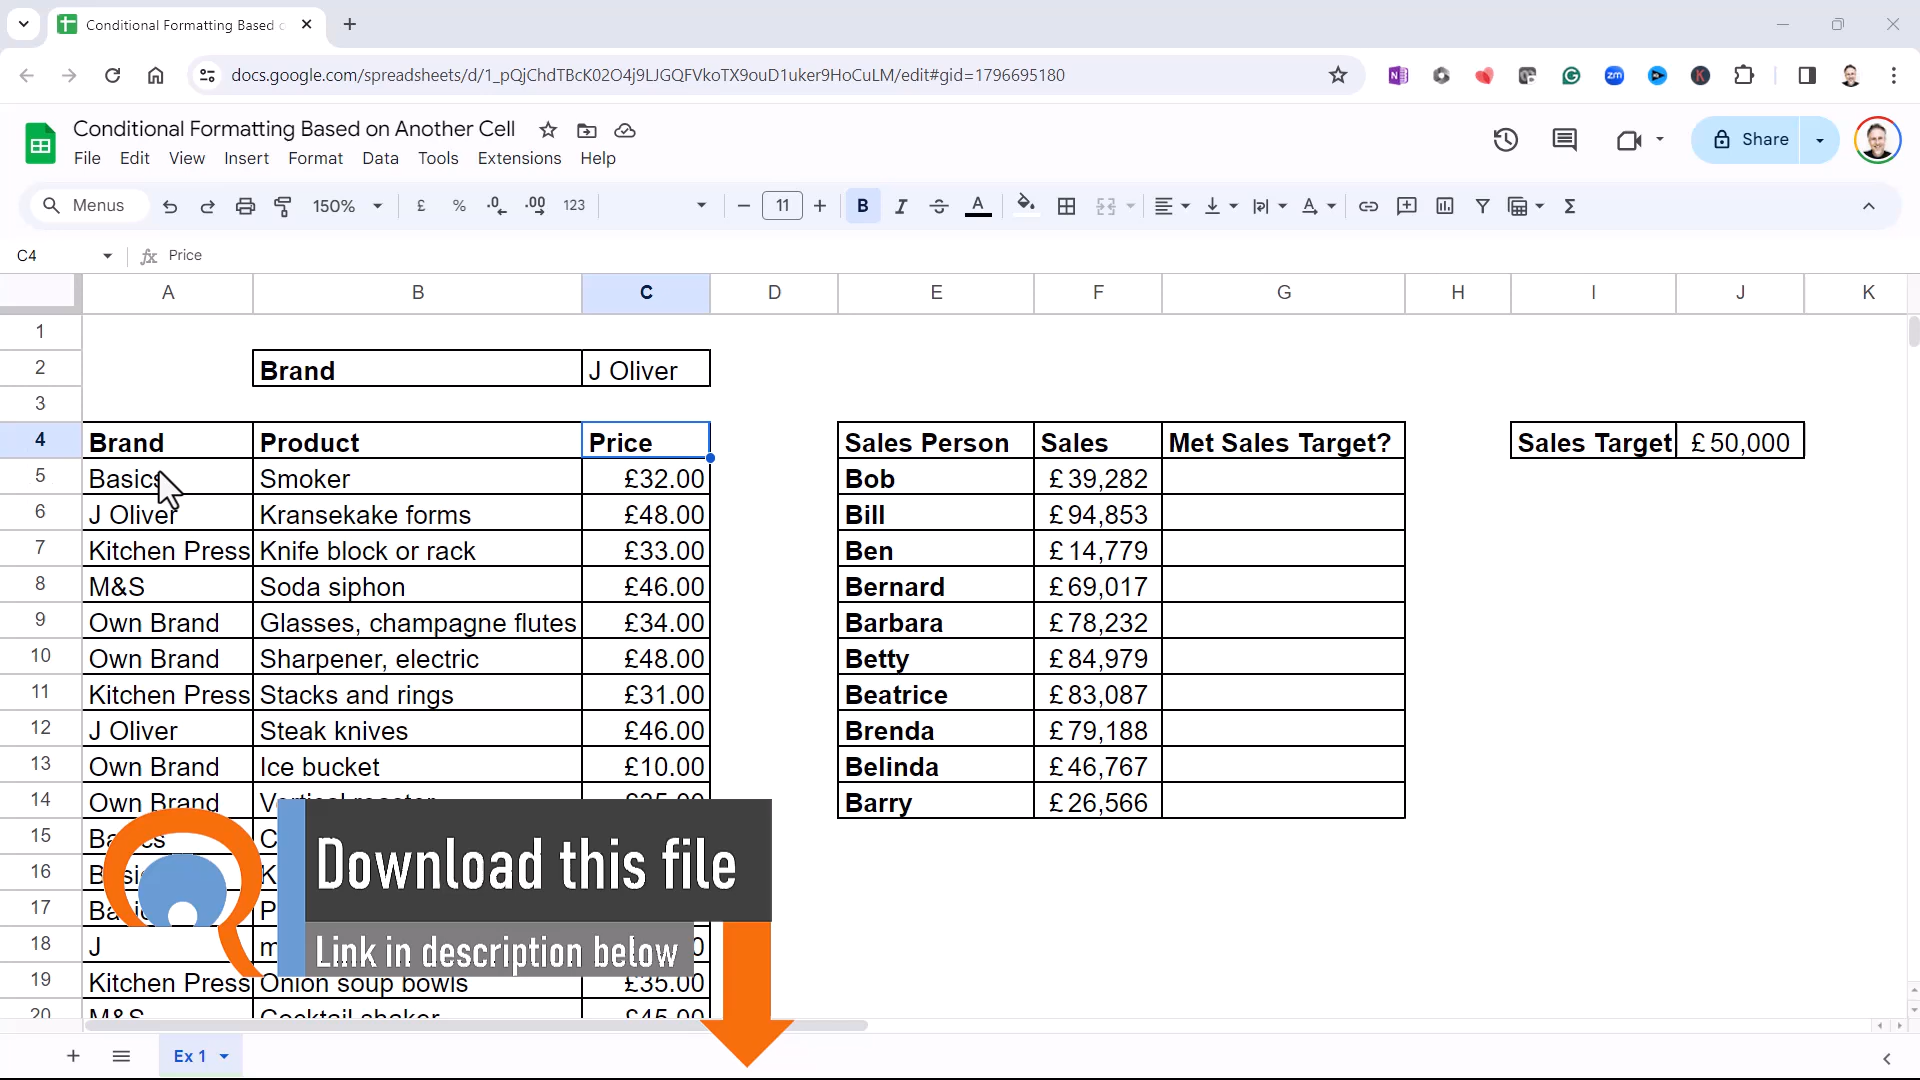 Conditional Formatting Based o
docs.google.com/spreadsheets/d/1_pQjChdTBcK02O4j9LJGQFVkoTX9ouD1uker9HoCuLM/edit#gid=1796695180
Conditional Formatting Based on Another Cell
File Edit View Insert Format Data Tools Extensions Help
Share
Menus 150% £ % .0 .00 123 11 B I A
C4 fx Price
A B C D E F G H I J K
1
2 Brand J Oliver
3
4 Brand Product Price Sales Person Sales Met Sales Target? Sales Target £50,000
5 Basics Smoker £32.00 Bob £39,282
6 J Oliver Kransekake forms £48.00 Bill £94,853
7 Kitchen Press Knife block or rack £33.00 Ben £14,779
8 M&S Soda siphon £46.00 Bernard £69,017
9 Own Brand Glasses, champagne flutes £34.00 Barbara £78,232
10 Own Brand Sharpener, electric £48.00 Betty £84,979
11 Kitchen Press Stacks and rings £31.00 Beatrice £83,087
12 J Oliver Steak knives £46.00 Brenda £79,188
13 Own Brand Ice bucket £10.00 Belinda £46,767
14 Own Brand Barry £26,566
15
16
17
18 J
19 Kitchen Press Onion soup bowls £35.00
20 M&S Cocktail shaker £45.00
Download this file
Link in description below
Ex 1